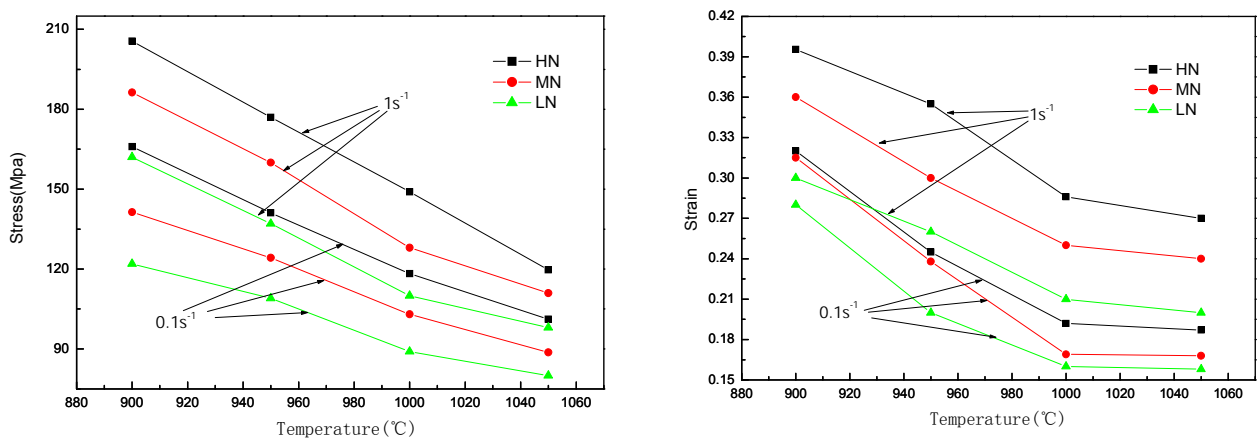 210
180
150
120
90
Stress(Mpa)
HN
MN
LN
1s⁻¹
0.1s⁻¹
880 900 920 940 960 980 1000 1020 1040 1060
Temperature(℃)
0.42
0.39
0.36
0.33
0.30
0.27
0.24
0.21
0.18
0.15
Strain
HN
MN
LN
1s⁻¹
0.1s⁻¹
880 900 920 940 960 980 1000 1020 1040 1060
Temperature(℃)